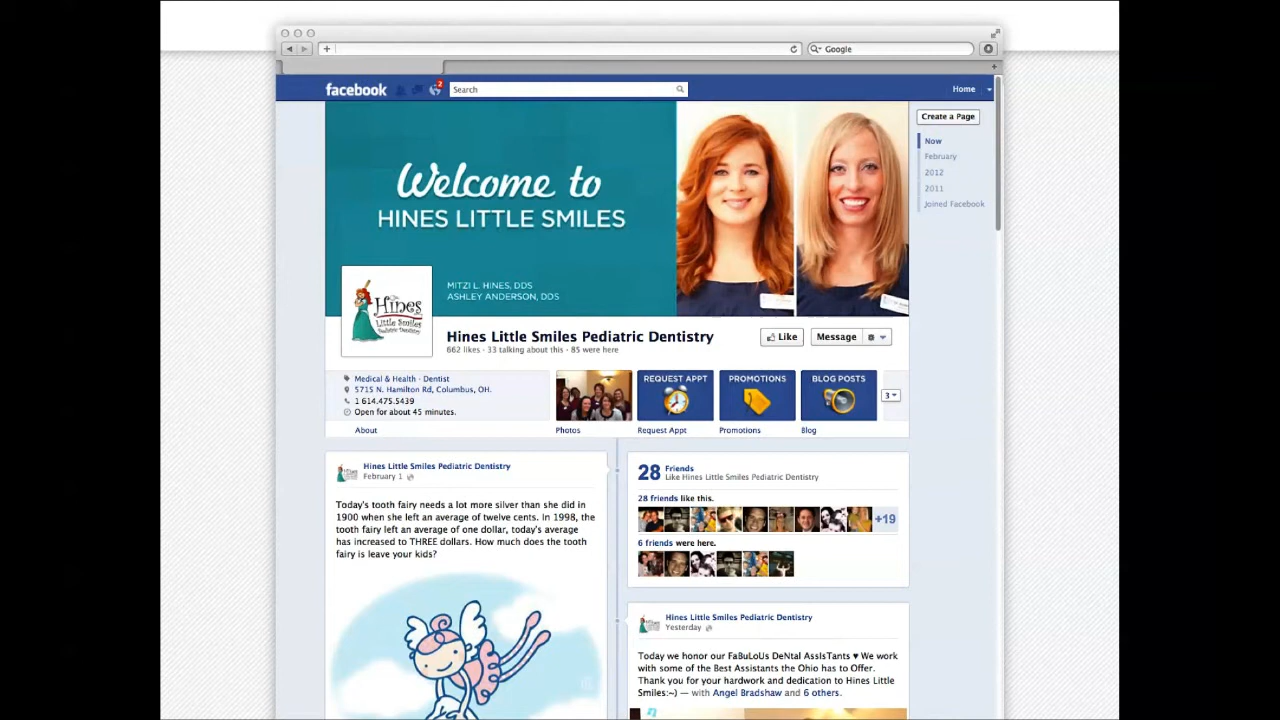 Google
facebook
2
Search
Home
Create a Page
Now
February
2012
2011
Joined Facebook
Welcome to
HINES LITTLE SMILES
MITZI L. HINES, DDS
ASHLEY ANDERSON, DDS
Hines
Little Smiles
Pediatric Dentistry
Hines Little Smiles Pediatric Dentistry
662 likes · 33 talking about this · 85 were here
Like
Message
Medical & Health · Dentist
5715 N. Hamilton Rd, Columbus, OH.
1 614.475.5439
Open for about 45 minutes.
About
Photos
REQUEST APPT
Request Appt
PROMOTIONS
Promotions
BLOG POSTS
Blog
3
Hines Little Smiles Pediatric Dentistry
February 1
Today's tooth fairy needs a lot more silver than she did in
1900 when she left an average of twelve cents. In 1998, the
tooth fairy left an average of one dollar, today's average
has increased to THREE dollars. How much does the tooth
fairy is leave your kids?
28 Friends
Like Hines Little Smiles Pediatric Dentistry
28 friends like this.
+19
6 friends were here.
Hines Little Smiles Pediatric Dentistry
Yesterday
Today we honor our FaBuLoUs DeNtal AssIsTants ♥ We work
with some of the Best Assistants the Ohio has to Offer.
Thank you for your hardwork and dedication to Hines Little
Smiles:~) — with Angel Bradshaw and 6 others.